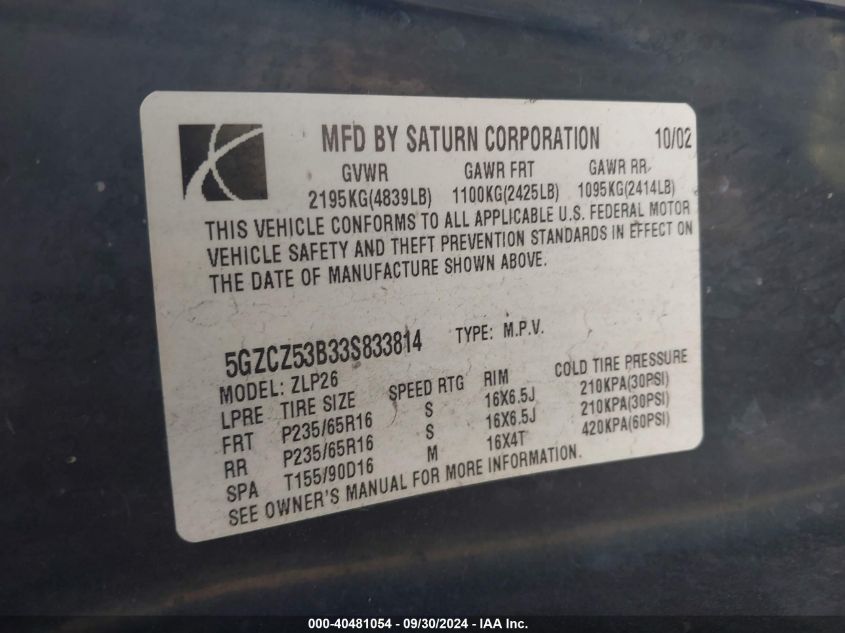 MFD BY SATURN CORPORATION 10/02
GVWR GAWR FRT GAWR RR
2195KG(4839LB) 1100KG(2425LB) 1095KG(2414LB)
THIS VEHICLE CONFORMS TO ALL APPLICABLE U.S. FEDERAL MOTOR
VEHICLE SAFETY AND THEFT PREVENTION STANDARDS IN EFFECT ON
THE DATE OF MANUFACTURE SHOWN ABOVE.
5GZCZ53B33S833814 TYPE: M.P.V.
MODEL: ZLP26
LPRE TIRE SIZE SPEED RTG RIM COLD TIRE PRESSURE
FRT P235/65R16 S 16X6.5J 210KPA(30PSI)
RR P235/65R16 S 16X6.5J 210KPA(30PSI)
SPA T155/90D16 M 16X4T 420KPA(60PSI)
SEE OWNER'S MANUAL FOR MORE INFORMATION.
000-40481054 - 09/30/2024 - IAA Inc.